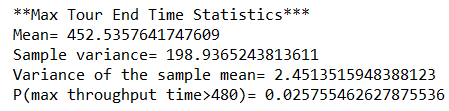 **Max Tour End Time Statistics***
Mean= 452.5357641747609
Sample variance= 198.9365243813611
Variance of the sample mean= 2.4513515948388123
P(max throughput time>480)= 0.025755462627875536